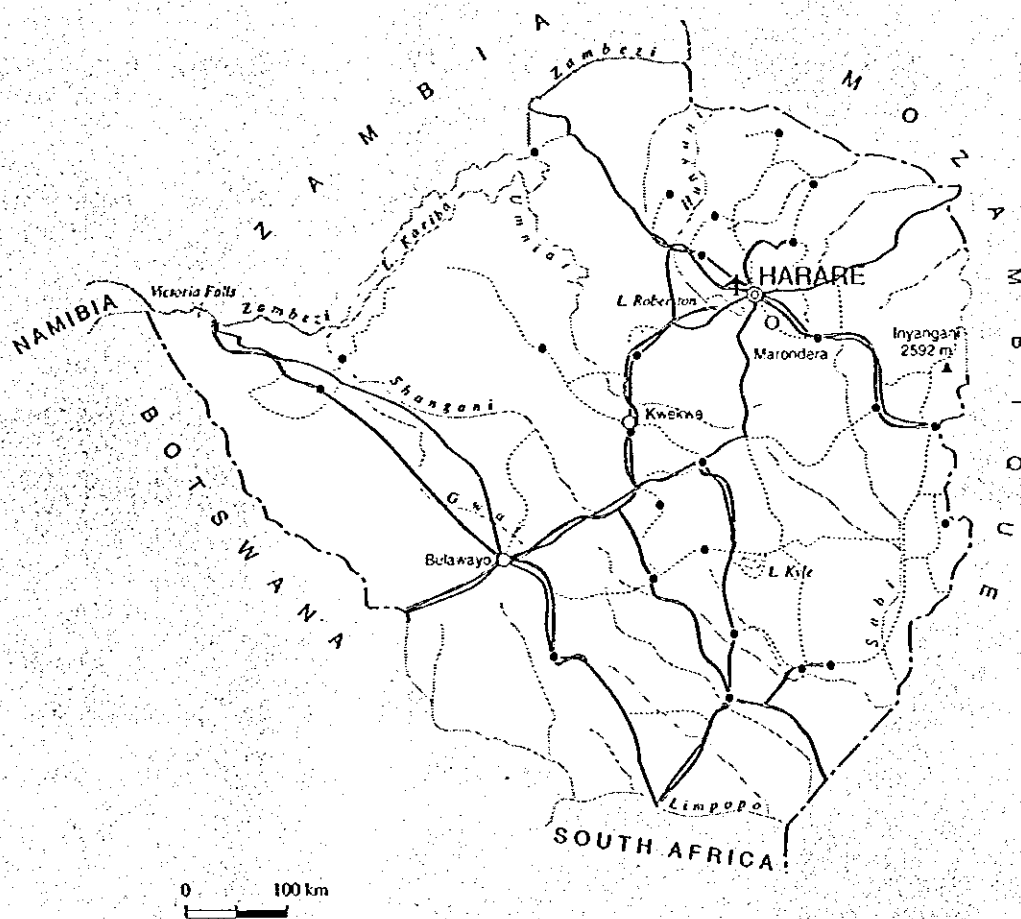 ZAMBIA
MOZAMBIQUE
Zambezi
Hunyani
Umniati
L. Kariba
HARARE
Victoria Falls
NAMIBIA
Zambezi
L. Robertson
Marondera
Inyangani
2592 m
Shangani
Kwekwe
BOTSWANA
Gwai
Bulawayo
L. Kyle
Sabi
Limpopo
SOUTH AFRICA
0 100 km